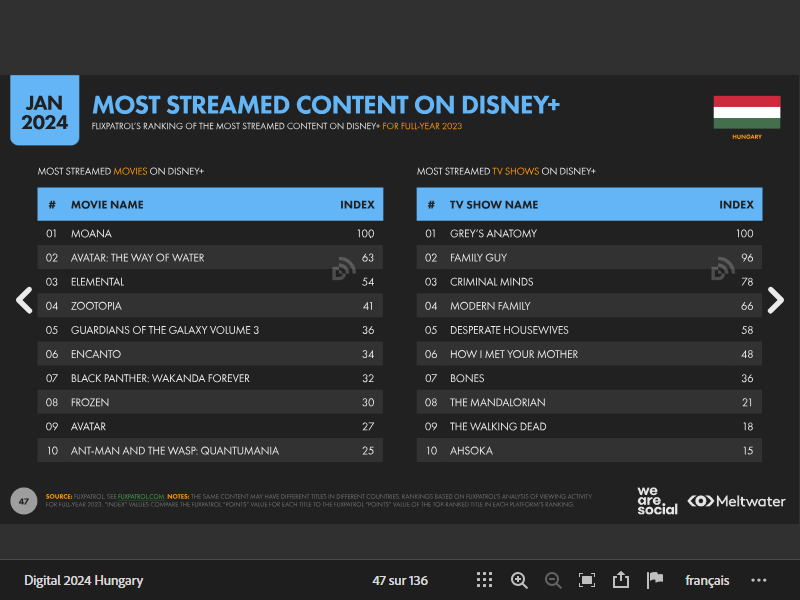 JAN
2024
MOST STREAMED CONTENT ON DISNEY+
FLIXPATROL'S RANKING OF THE MOST STREAMED CONTENT ON DISNEY+ FOR FULL-YEAR 2023
HUNGARY
MOST STREAMED MOVIES ON DISNEY+
# MOVIE NAME INDEX
01 MOANA 100
02 AVATAR: THE WAY OF WATER 63
03 ELEMENTAL 54
04 ZOOTOPIA 41
05 GUARDIANS OF THE GALAXY VOLUME 3 36
06 ENCANTO 34
07 BLACK PANTHER: WAKANDA FOREVER 32
08 FROZEN 30
09 AVATAR 27
10 ANT-MAN AND THE WASP: QUANTUMANIA 25
MOST STREAMED TV SHOWS ON DISNEY+
# TV SHOW NAME INDEX
01 GREY'S ANATOMY 100
02 FAMILY GUY 96
03 CRIMINAL MINDS 78
04 MODERN FAMILY 66
05 DESPERATE HOUSEWIVES 58
06 HOW I MET YOUR MOTHER 48
07 BONES 36
08 THE MANDALORIAN 21
09 THE WALKING DEAD 18
10 AHSOKA 15
47
SOURCE: FLIXPATROL. SEE FLIXPATROL.COM. NOTES: THE SAME CONTENT MAY HAVE DIFFERENT TITLES IN DIFFERENT COUNTRIES. RANKINGS BASED ON FLIXPATROL'S ANALYSIS OF VIEWING ACTIVITY
FOR FULL-YEAR 2023. "INDEX" VALUES COMPARE THE FLIXPATROL "POINTS" VALUE FOR EACH TITLE TO THE FLIXPATROL "POINTS" VALUE OF THE TOP-RANKED TITLE IN EACH PLATFORM'S RANKING.
we
are
social
Meltwater
Digital 2024 Hungary
47 sur 136
français